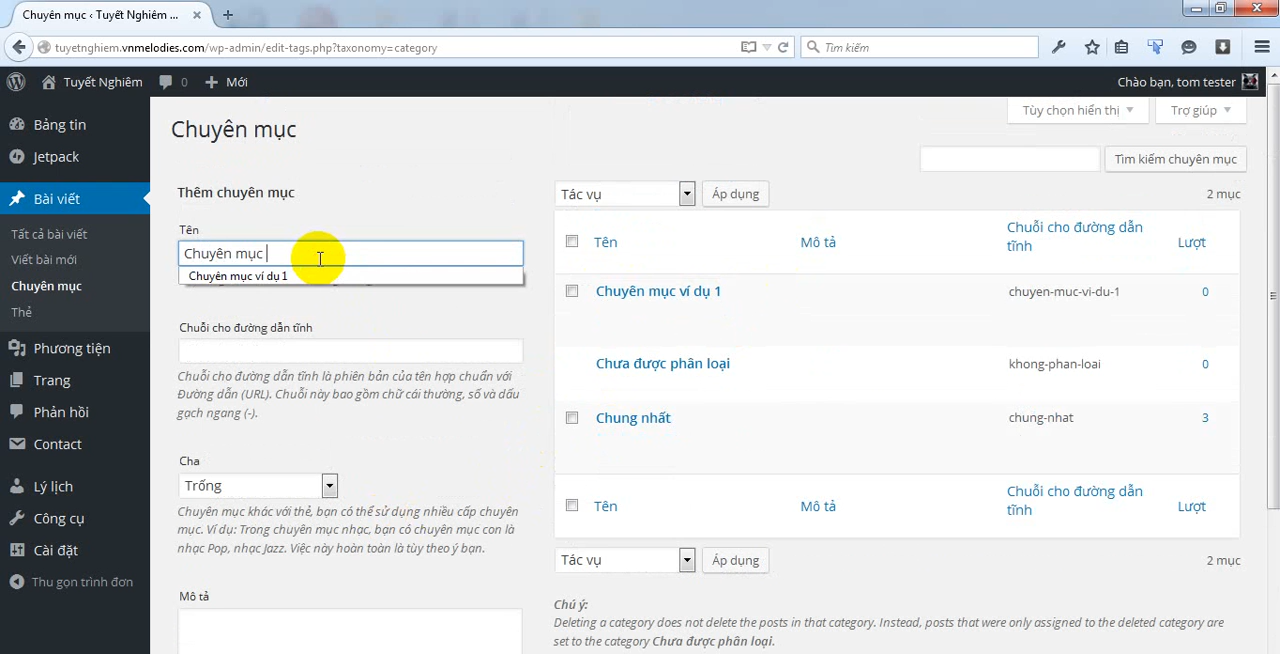 Chuyên mục ‹ Tuyết Nghiêm ...
tuyetnghiem.vnmelodies.com/wp-admin/edit-tags.php?taxonomy=category
Tìm kiếm
Tuyết Nghiêm
0
Mới
Chào bạn, tom tester
Bảng tin
Jetpack
Bài viết
Tất cả bài viết
Viết bài mới
Chuyên mục
Thẻ
Phương tiện
Trang
Phản hồi
Contact
Lý lịch
Công cụ
Cài đặt
Thu gọn trình đơn
Tùy chọn hiển thị
Trợ giúp
Chuyên mục
Tìm kiếm chuyên mục
Thêm chuyên mục
Tên
Chuyên mục
Chuyên mục ví dụ 1
Chuỗi cho đường dẫn tĩnh
Chuỗi cho đường dẫn tĩnh là phiên bản của tên hợp chuẩn với
Đường dẫn (URL). Chuỗi này bao gồm chữ cái thường, số và dấu
gạch ngang (-).
Cha
Trống
Chuyên mục khác với thẻ, bạn có thể sử dụng nhiều cấp chuyên
mục. Ví dụ: Trong chuyên mục nhạc, bạn có chuyên mục con là
nhạc Pop, nhạc Jazz. Việc này hoàn toàn là tùy theo ý bạn.
Mô tả
Tác vụ
Áp dụng
2 mục
Tên
Mô tả
Chuỗi cho đường dẫn
tĩnh
Lượt
Chuyên mục ví dụ 1
chuyen-muc-vi-du-1
0
Chưa được phân loại
khong-phan-loai
0
Chung nhất
chung-nhat
3
Tên
Mô tả
Chuỗi cho đường dẫn
tĩnh
Lượt
Tác vụ
Áp dụng
2 mục
Chú ý:
Deleting a category does not delete the posts in that category. Instead, posts that were only assigned to the deleted category are
set to the category Chưa được phân loại.